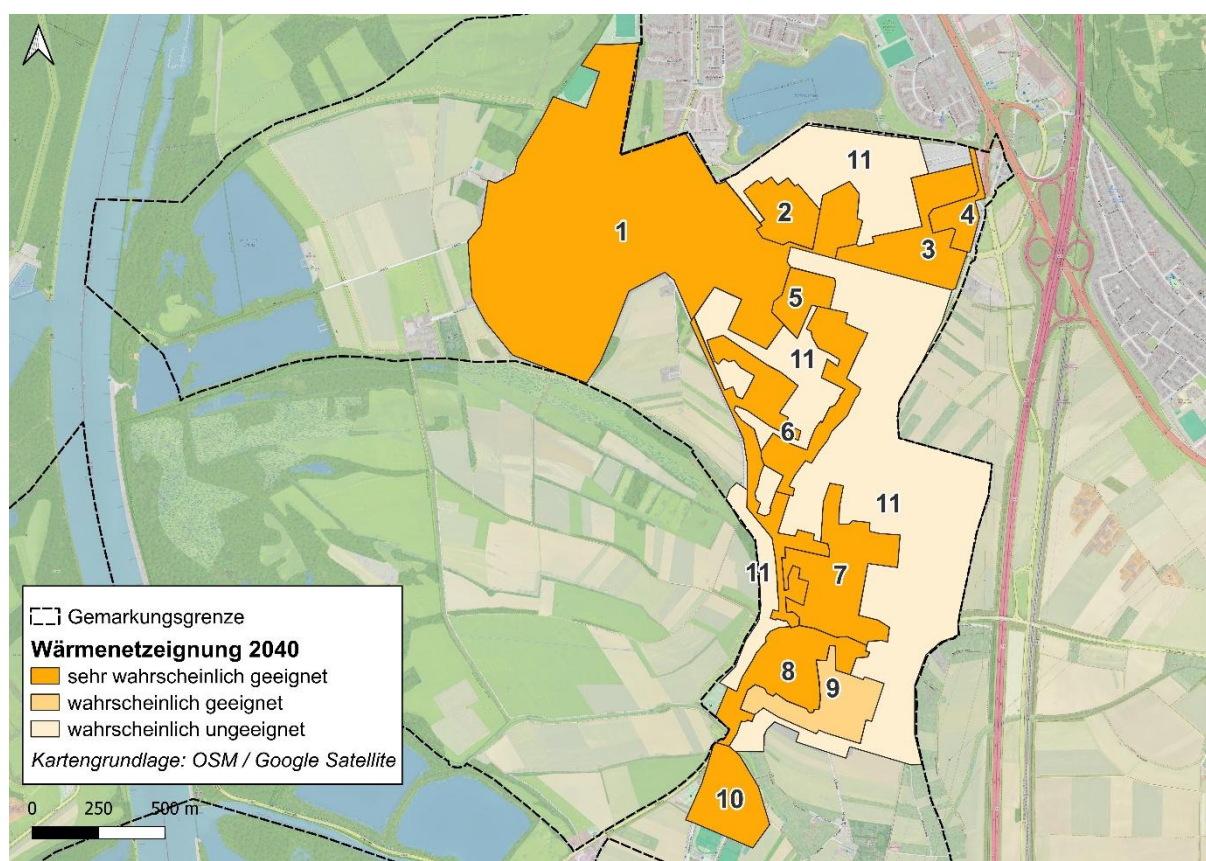 11
2
4
1
3
5
11
6
11
11
7
8
9
10
Gemarkungsgrenze
Wärmenetzeignung 2040
sehr wahrscheinlich geeignet
wahrscheinlich geeignet
wahrscheinlich ungeeignet
Kartengrundlage: OSM / Google Satellite
0 250 500 m